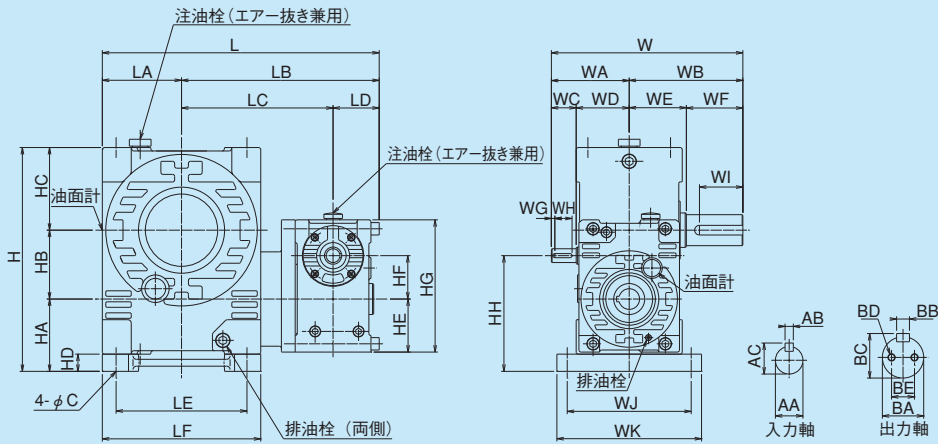 注油栓（エアー抜き兼用）
L
LA
LB
LC
LD
注油栓（エアー抜き兼用）
油面計
H
HC
HB
HA
HD
HF
HE
HG
4-φC
LE
LF
排油栓（両側）
W
WA
WB
WC
WD
WE
WF
WI
WG
WH
HH
油面計
排油栓
WJ
WK
AB
AC
AA
入力軸
BD
BB
BC
BE
BA
出力軸